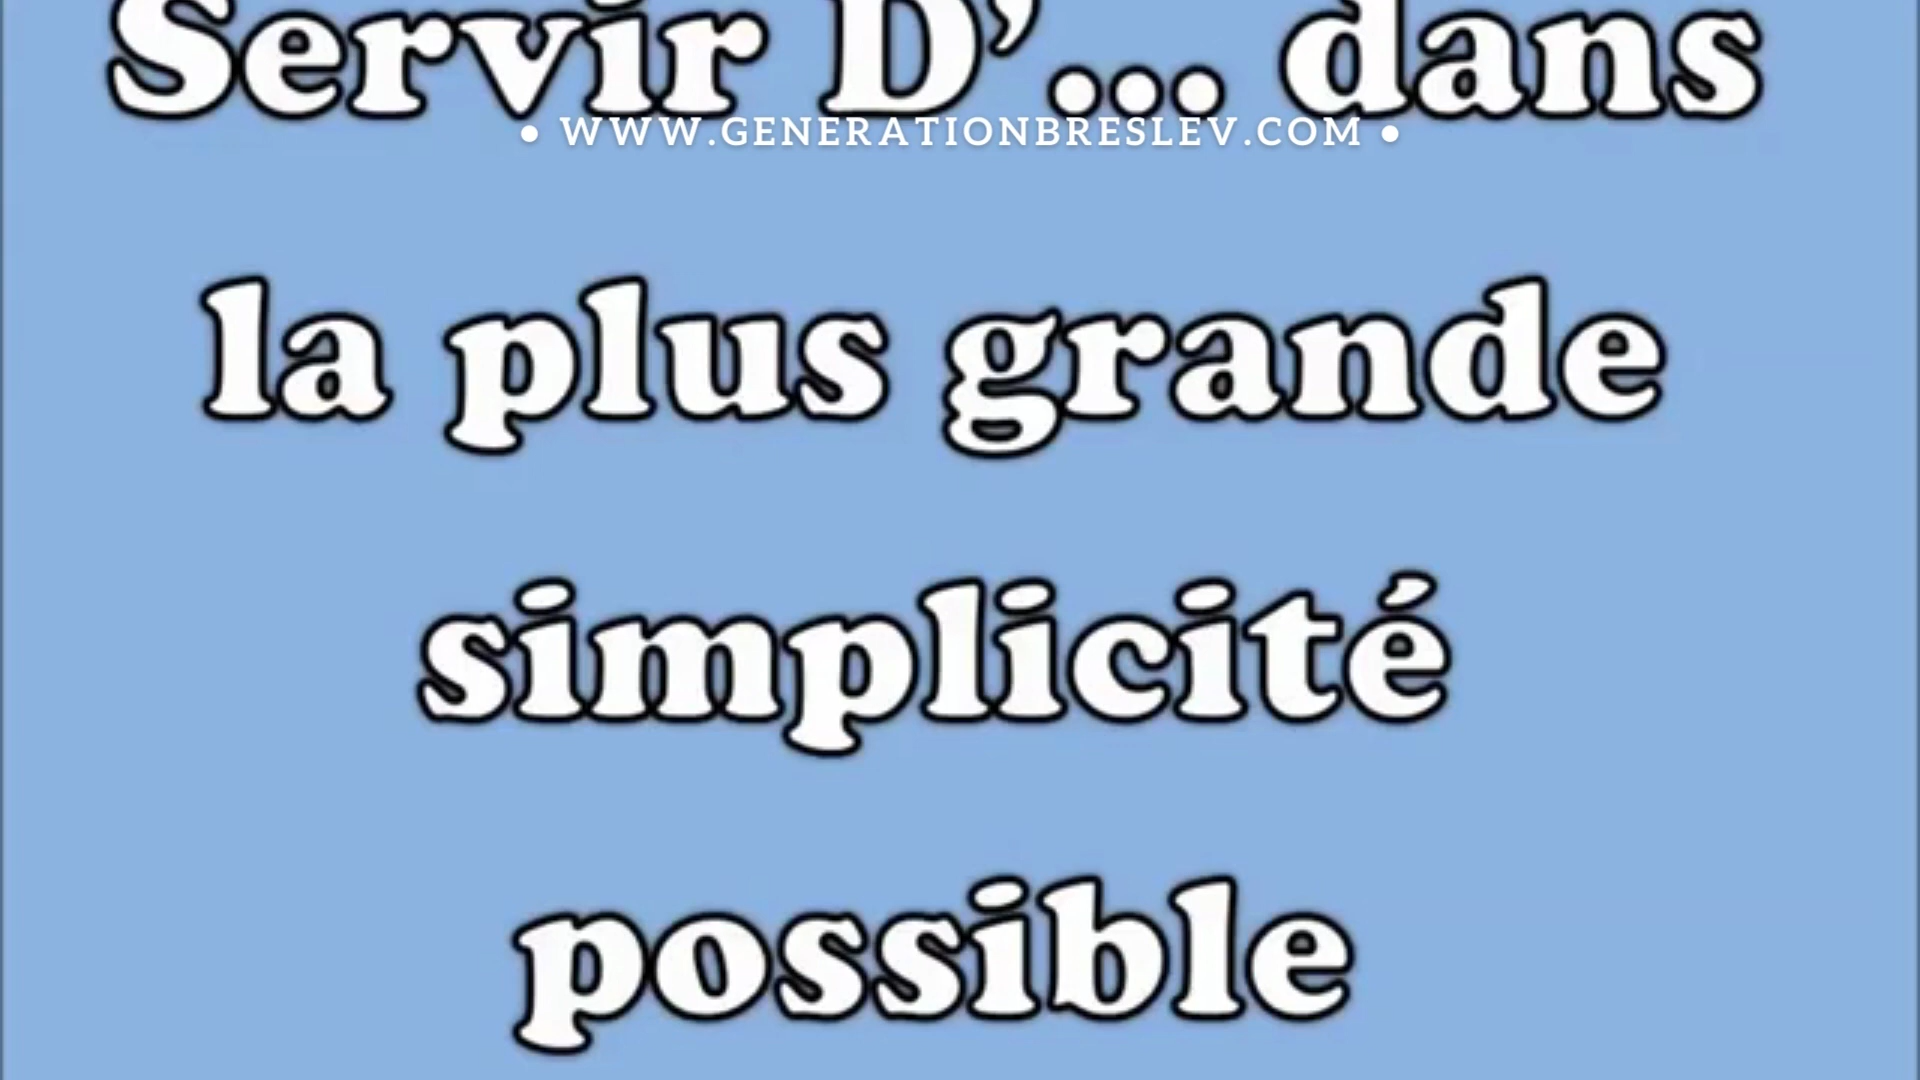 Servir D’... dans
• WWW.GENERATIONBRESLEV.COM •
la plus grande
simplicité
possible